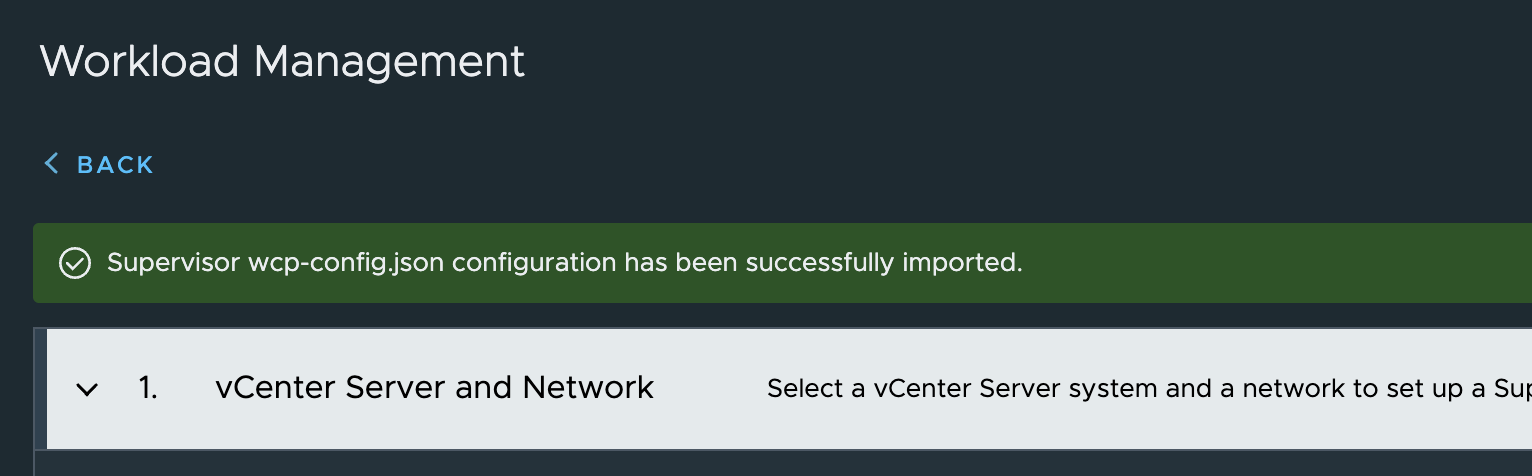 Workload Management
BACK
Supervisor wcp-config.json configuration has been successfully imported.
1. vCenter Server and Network Select a vCenter Server system and a network to set up a